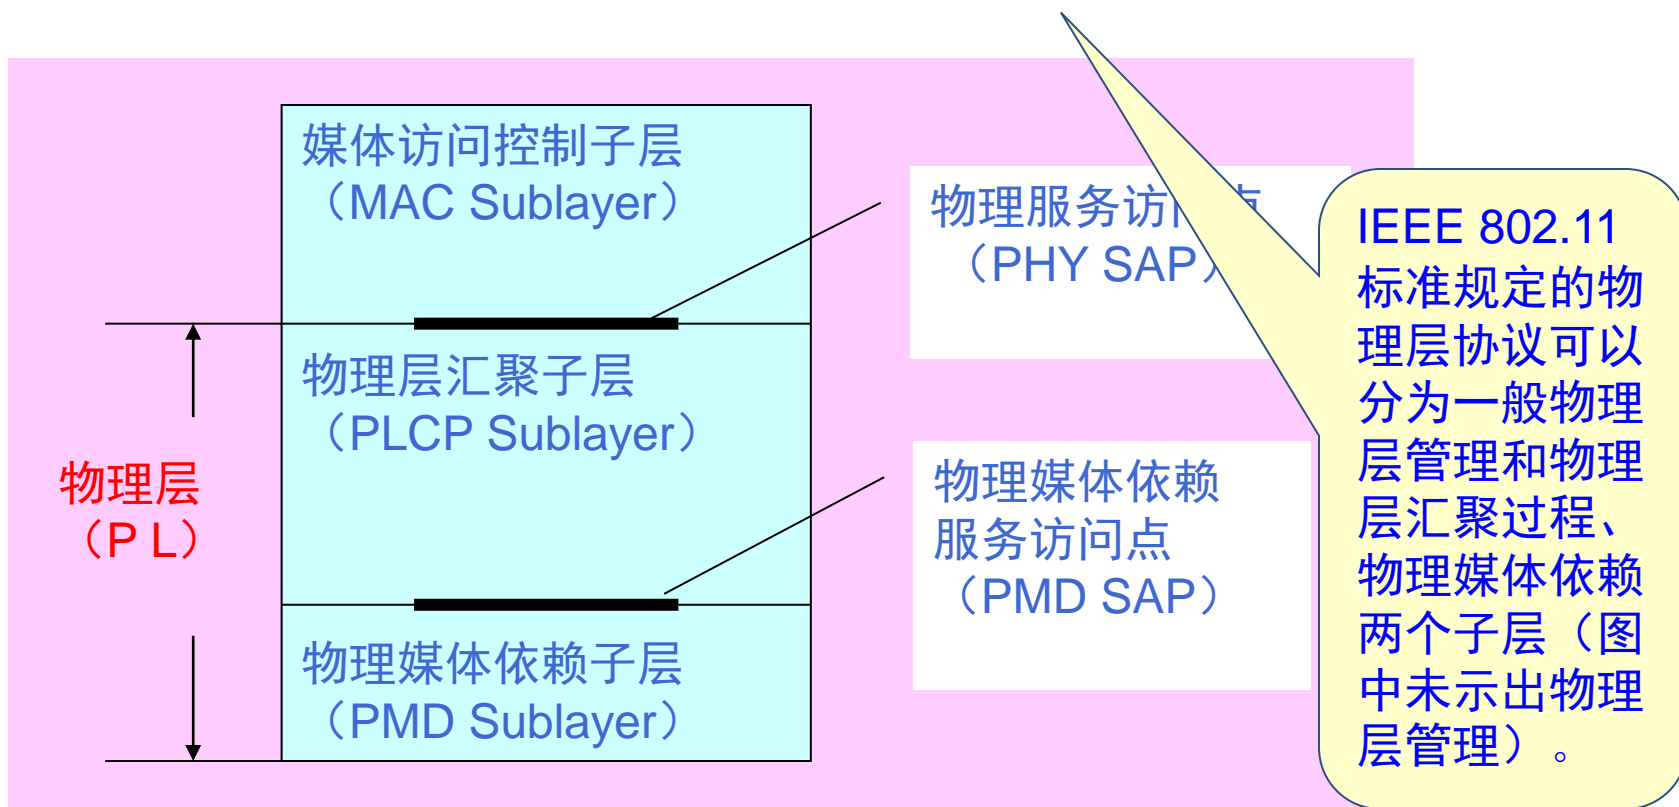 媒体访问控制子层
（MAC Sublayer）
物理服务访问点
（PHY SAP）
物理层汇聚子层
（PLCP Sublayer）
物理层
（P L）
物理媒体依赖
服务访问点
（PMD SAP）
物理媒体依赖子层
（PMD Sublayer）
IEEE 802.11
标准规定的物
理层协议可以
分为一般物理
层管理和物理
层汇聚过程、
物理媒体依赖
两个子层（图
中未示出物理
层管理）。